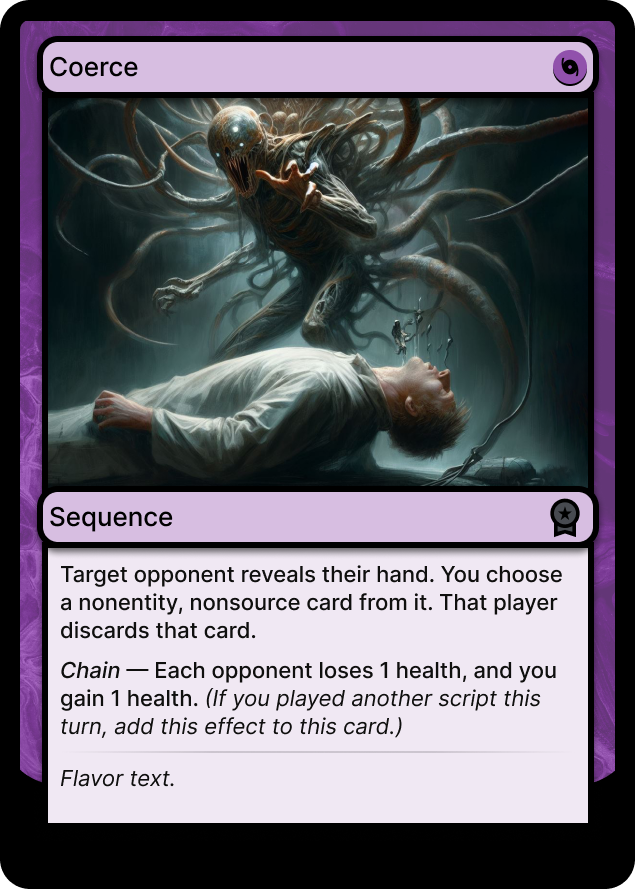 Coerce
Sequence
Target opponent reveals their hand. You choose
a nonentity, nonsource card from it. That player
discards that card.
Chain — Each opponent loses 1 health, and you
gain 1 health. (If you played another script this
turn, add this effect to this card.)
Flavor text.